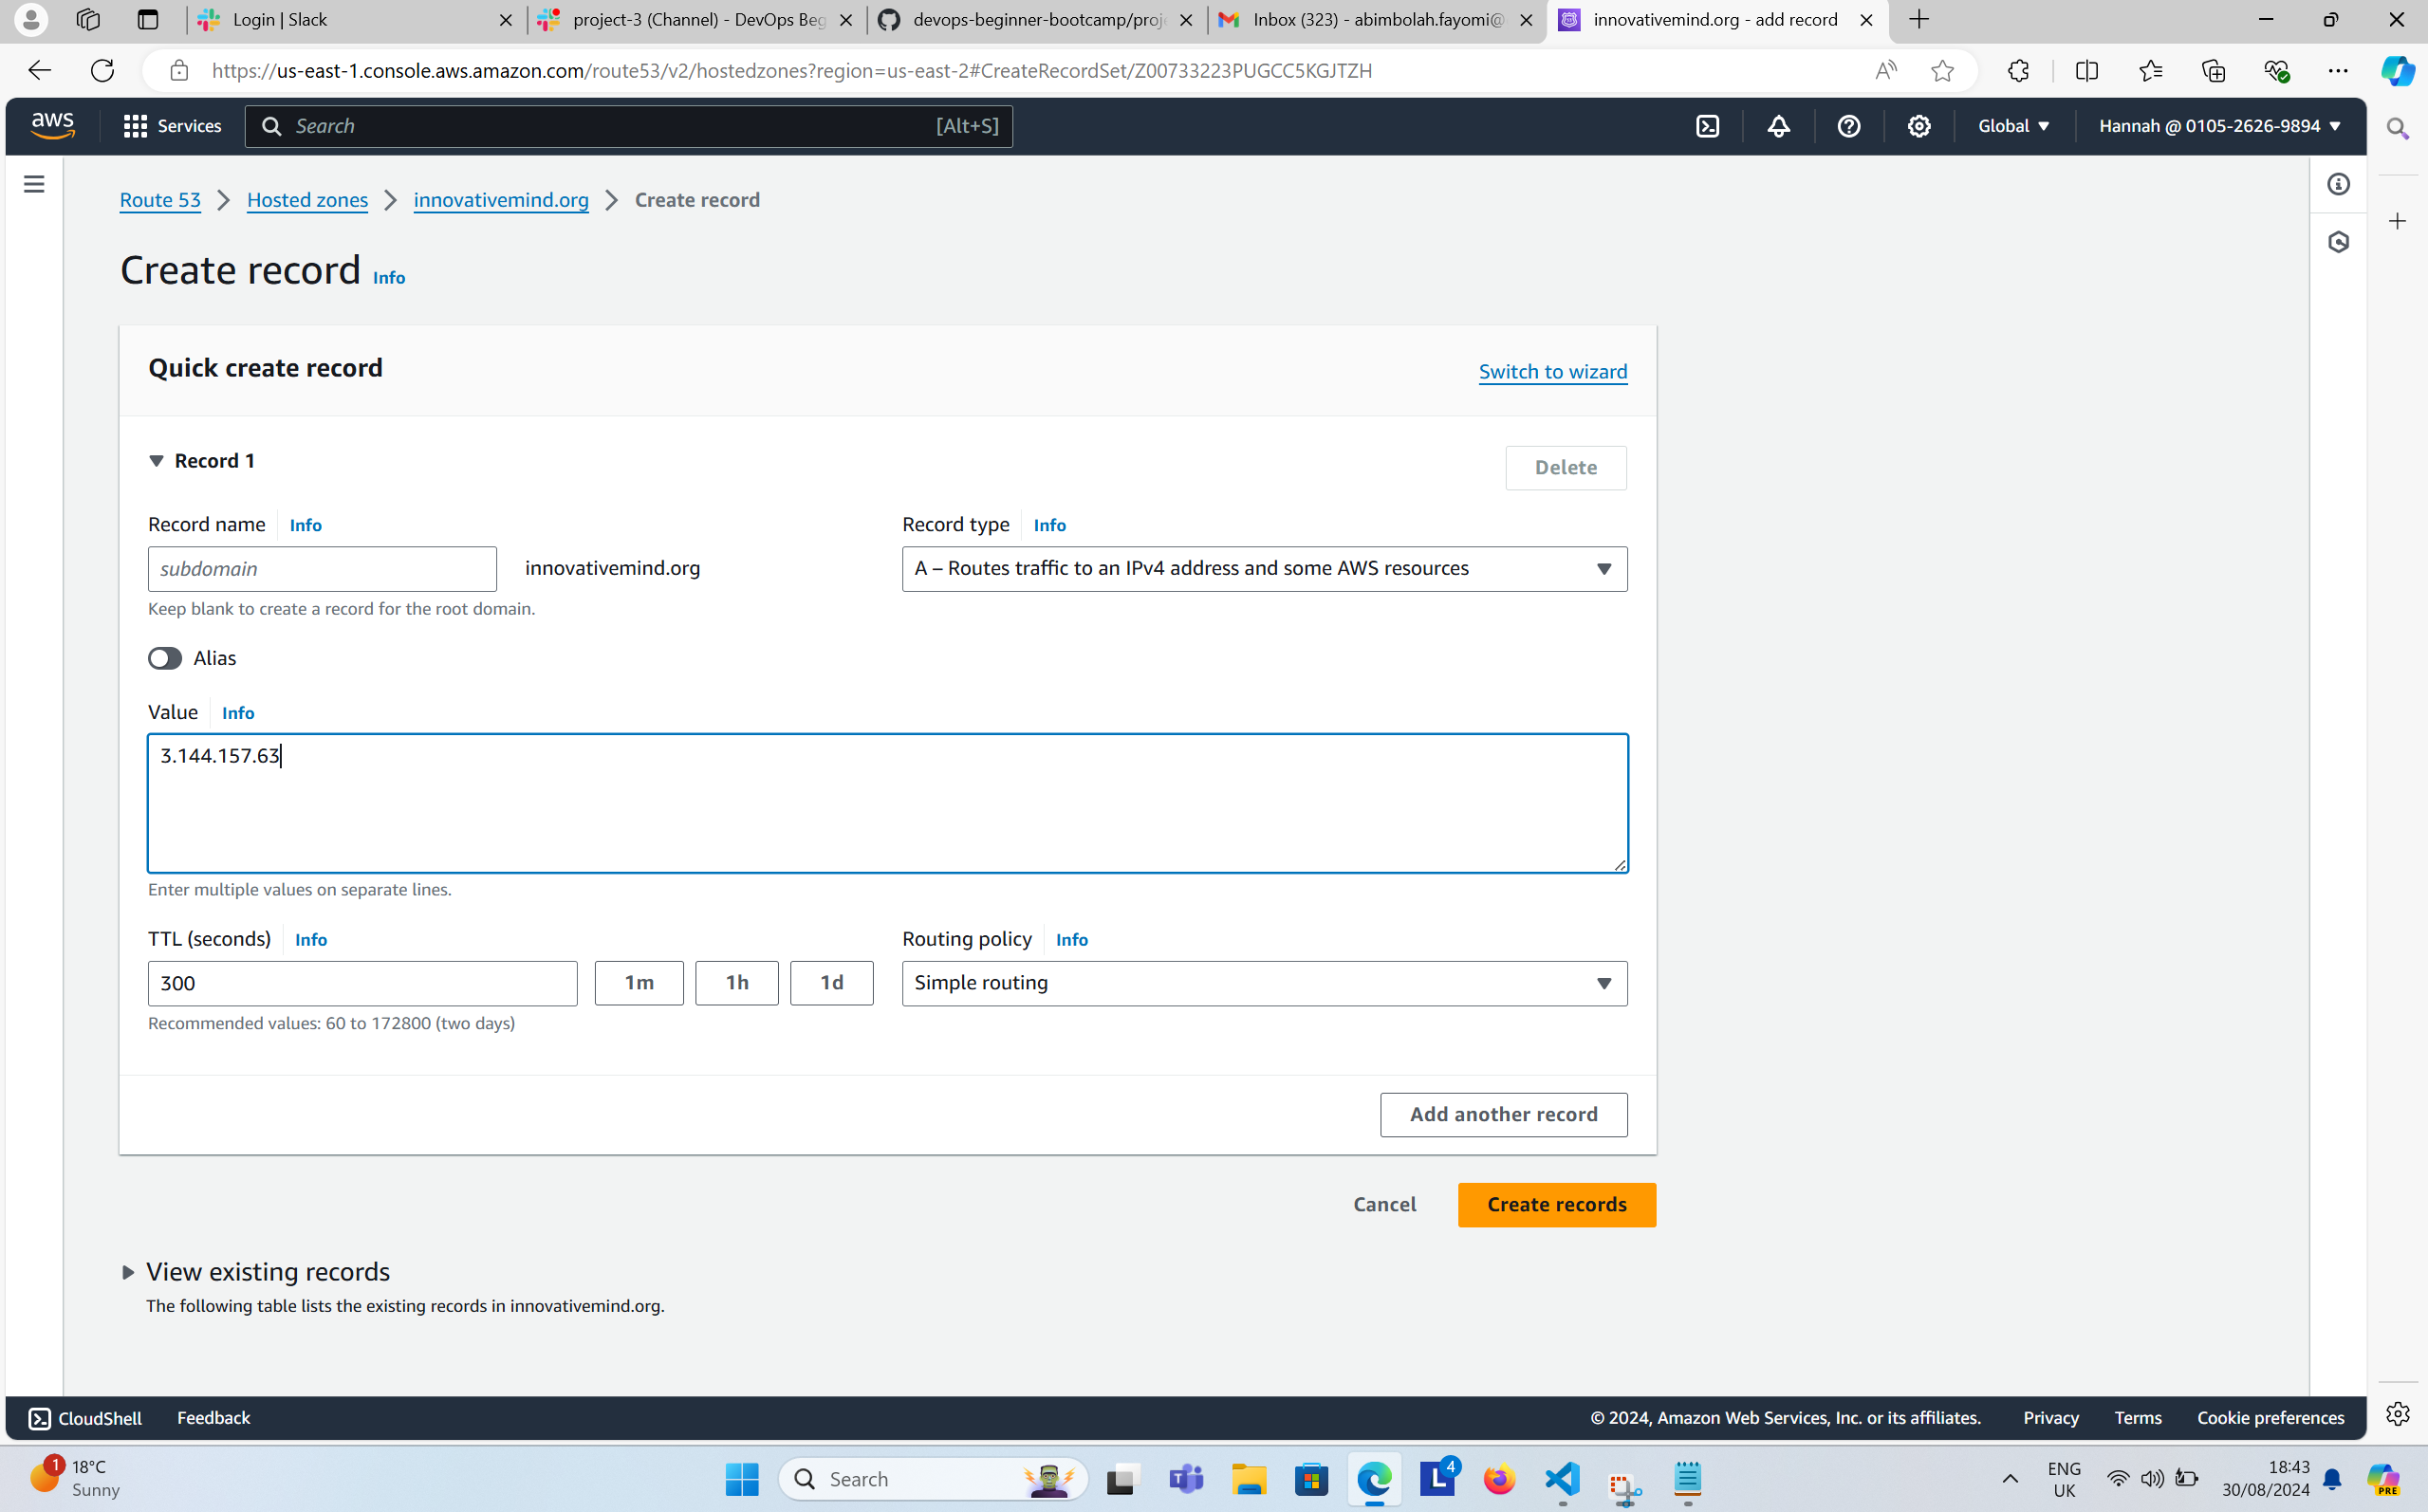 Login | Slack
project-3 (Channel) - DevOps Beg
devops-beginner-bootcamp/proje
Inbox (323) - abimbolah.fayomi@
innovativemind.org - add record
https://us-east-1.console.aws.amazon.com/route53/v2/hostedzones?region=us-east-2#CreateRecordSet/Z00733223PUGCC5KGJTZH
aws
Services
Search
[Alt+S]
Global
Hannah @ 0105-2626-9894
Route 53
Hosted zones
innovativemind.org
Create record
Create record Info
Quick create record
Switch to wizard
Record 1
Delete
Record name Info
Record type Info
subdomain
innovativemind.org
A – Routes traffic to an IPv4 address and some AWS resources
Keep blank to create a record for the root domain.
Alias
Value Info
3.144.157.63
Enter multiple values on separate lines.
TTL (seconds) Info
Routing policy Info
300
1m
1h
1d
Simple routing
Recommended values: 60 to 172800 (two days)
Add another record
Cancel
Create records
View existing records
The following table lists the existing records in innovativemind.org.
CloudShell
Feedback
© 2024, Amazon Web Services, Inc. or its affiliates.
Privacy
Terms
Cookie preferences
1
18°C
Sunny
Search
4
ENG
UK
18:43
30/08/2024
PRE